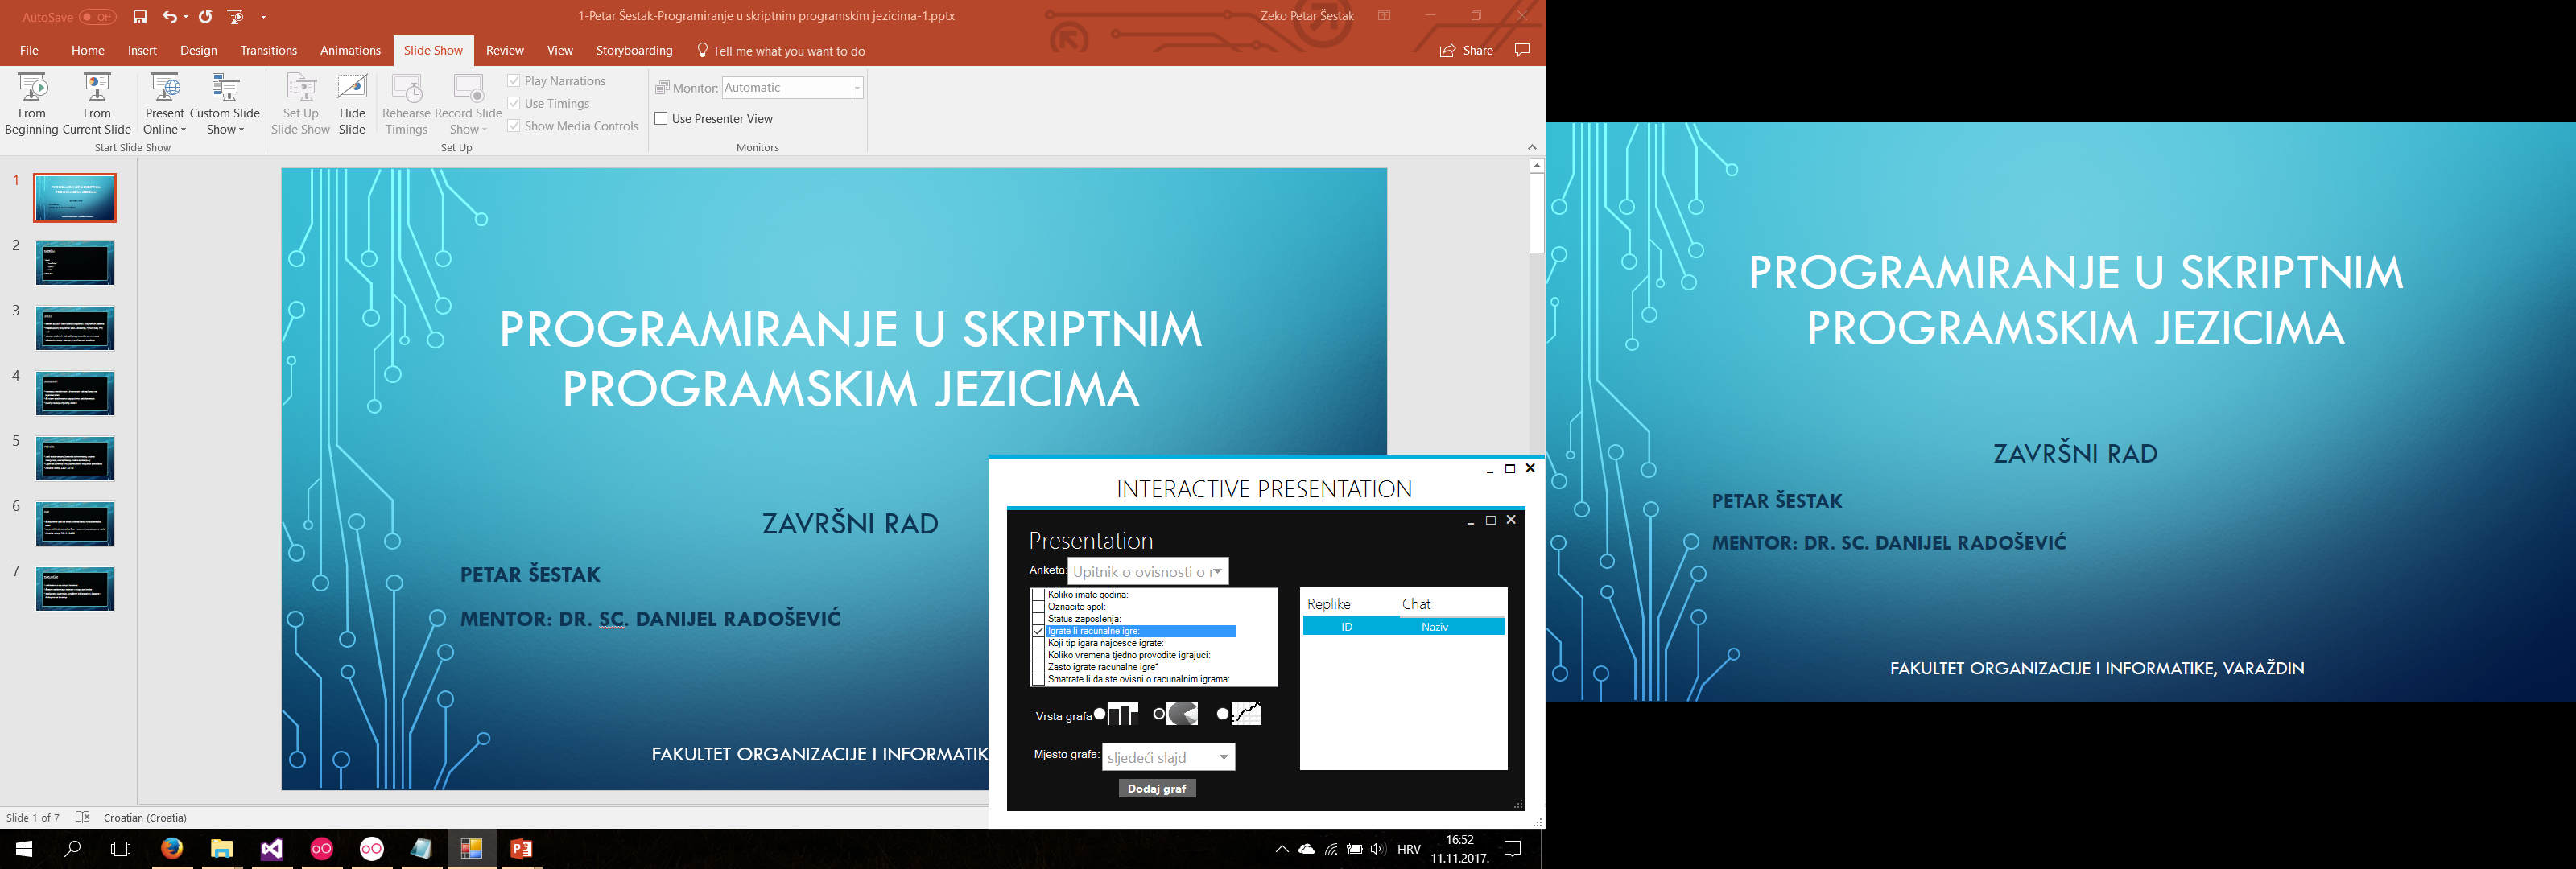 AutoSave Off
1-Petar Šestak-Programiranje u skriptnim programskim jezicima-1.pptx
Zeko Petar Šestak
File Home Insert Design Transitions Animations Slide Show Review View Storyboarding Tell me what you want to do
Share
From Beginning
From Current Slide
Present Online
Custom Slide Show
Start Slide Show
Set Up Slide Show
Hide Slide
Rehearse Timings
Record Slide Show
Play Narrations
Use Timings
Show Media Controls
Set Up
Monitor: Automatic
Use Presenter View
Monitors
1
2
3
4
5
6
7
PROGRAMIRANJE U SKRIPTNIM
PROGRAMSKIM JEZICIMA
ZAVRŠNI RAD
PETAR ŠESTAK
MENTOR: DR. SC. DANIJEL RADOŠEVIĆ
FAKULTET ORGANIZACIJE I INFORMATIK
INTERACTIVE PRESENTATION
Presentation
Anketa: Upitnik o ovisnosti o r
Koliko imate godina:
Oznacite spol:
Status zaposlenja:
Igrate li racunalne igre:
Koji tip igara najcesce igrate:
Koliko vremena tjedno provodite igrajuci:
Zasto igrate racunalne igre"
Smatrate li da ste ovisni o racunalnim igrama:
Vrsta grafa
Mjesto grafa: sljedeći slajd
Dodaj graf
Replike Chat
ID Naziv
Slide 1 of 7 Croatian (Croatia)
HRV
16:52
11.11.2017.
PROGRAMIRANJE U SKRIPTNIM
PROGRAMSKIM JEZICIMA
ZAVRŠNI RAD
PETAR ŠESTAK
MENTOR: DR. SC. DANIJEL RADOŠEVIĆ
FAKULTET ORGANIZACIJE I INFORMATIKE, VARAŽDIN